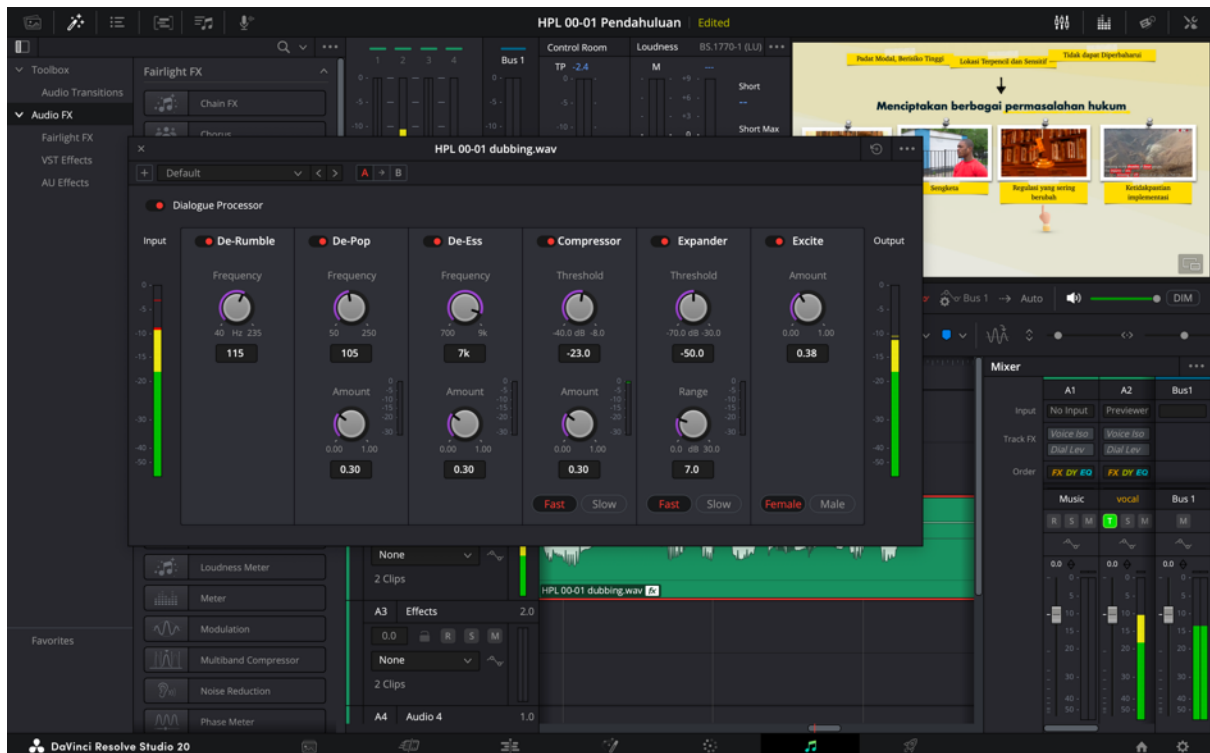 HPL 00-01 Pendahuluan Edited
Toolbox
Audio Transitions
Audio FX
Fairlight FX
VST Effects
AU Effects
Favorites
Fairlight FX
Chain FX
Chorus
1 2 3 4 Bus 1
Control Room
TP -2.4
Loudness BS.1770-1 (LU)
M
Short
Short Max
Padat Modal, Berisiko Tinggi
Lokasi Terpencil dan Sensitif
Tidak dapat Diperbaharui
Menciptakan berbagai permasalahan hukum
Sengketa
Regulasi yang sering berubah
Ketidakpastian implementasi
HPL 00-01 dubbing.wav
Default
A B
Dialogue Processor
Input
De-Rumble
De-Pop
De-Ess
Compressor
Expander
Excite
Output
Frequency
Frequency
Frequency
Threshold
Threshold
Amount
40 Hz 235
50 250
700 9k
-40.0 dB -8.0
-70.0 dB -30.0
0.00 1.00
115
105
7k
-23.0
-50.0
0.38
Amount
Amount
Amount
Range
0.00 1.00
0.00 1.00
0.00 1.00
0.0 dB 30.0
0.30
0.30
0.30
7.0
Fast Slow
Fast Slow
Female Male
Bus 1 Auto
DIM
Loudness Meter
Meter
Modulation
Multiband Compressor
Noise Reduction
Phase Meter
None
2 Clips
A3 Effects 2.0
0.0 R S M
None
2 Clips
A4 Audio 4 1.0
HPL 00-01 dubbing.wav fx
Mixer
A1 A2 Bus1
Input No Input Previewer
Track FX Voice Iso Voice Iso
Dial Lev Dial Lev
Order FX DY EQ FX DY EQ
Music vocal Bus 1
R S M T S M M
0.0 0.0 0.0
DaVinci Resolve Studio 20